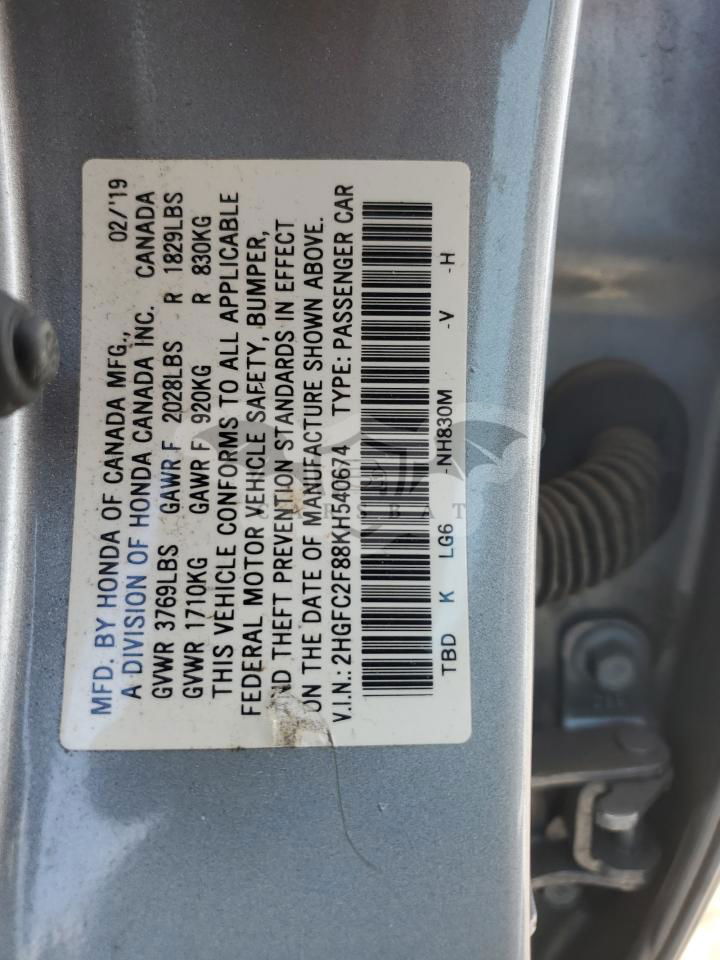 MFD. BY HONDA OF CANADA MFG., 02/'19
A DIVISION OF HONDA CANADA INC. CANADA
GVWR 3769LBS GAWR F 2028LBS R 1829LBS
GVWR 1710KG GAWR F 920KG R 830KG
THIS VEHICLE CONFORMS TO ALL APPLICABLE
FEDERAL MOTOR VEHICLE SAFETY, BUMPER,
ND THEFT PREVENTION STANDARDS IN EFFECT
ON THE DATE OF MANUFACTURE SHOWN ABOVE.
V.I.N.: 2HGFC2F88KH540674 TYPE: PASSENGER CAR
TBD K LG6 -NH830M -V -H